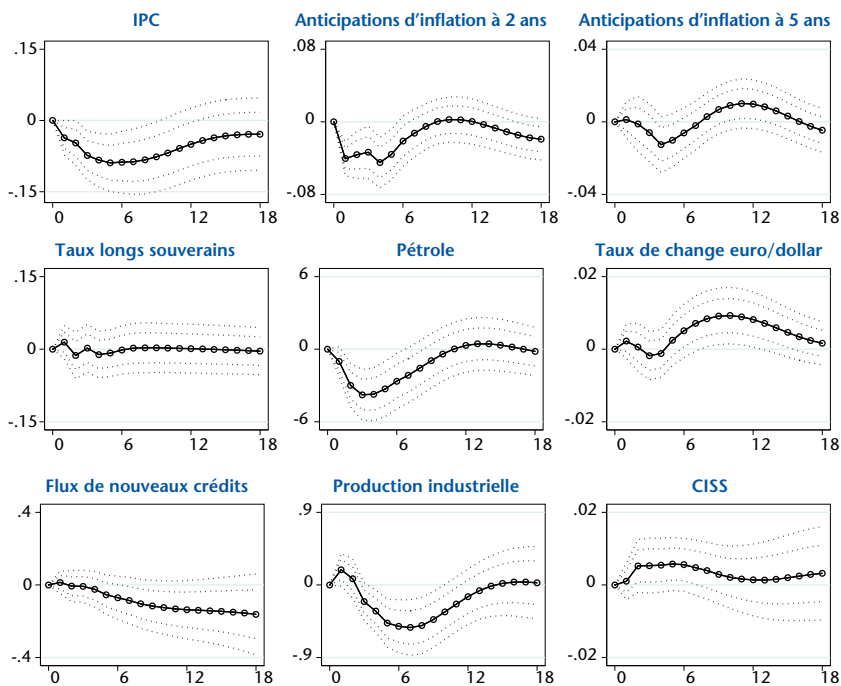 IPC
Anticipations d’inflation à 2 ans
Anticipations d’inflation à 5 ans
.15
0
-.15
0 6 12 18
.08
0
-.08
0 6 12 18
.04
0
-.04
0 6 12 18
Taux longs souverains
Pétrole
Taux de change euro/dollar
.15
0
-.15
0 6 12 18
6
0
-6
0 6 12 18
.02
0
-.02
0 6 12 18
Flux de nouveaux crédits
Production industrielle
CISS
.4
0
-.4
0 6 12 18
.9
0
-.9
0 6 12 18
.02
0
-.02
0 6 12 18